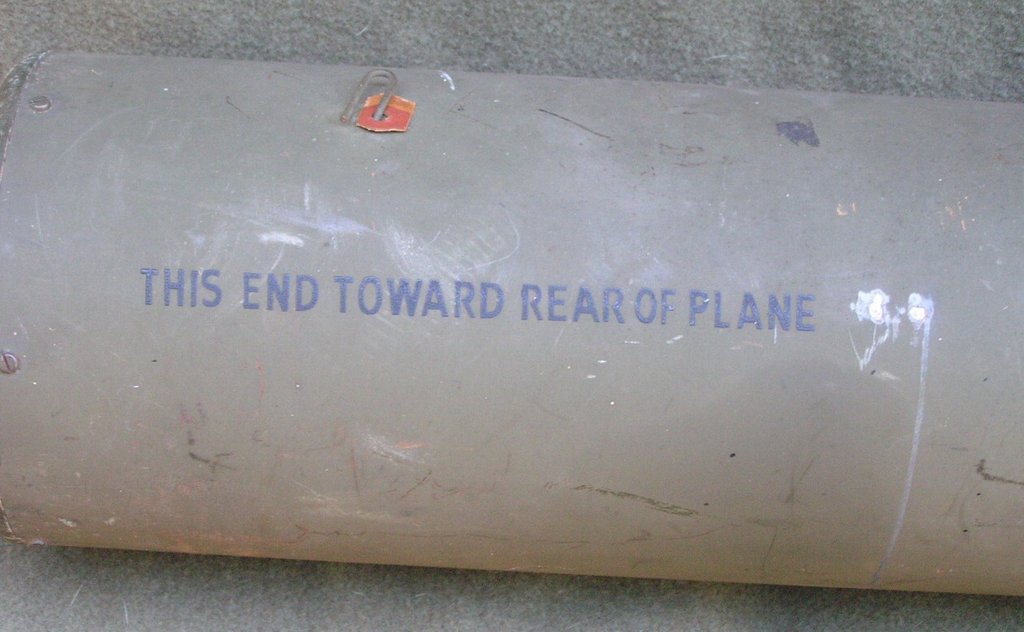 THIS END TOWARD REAR OF PLANE